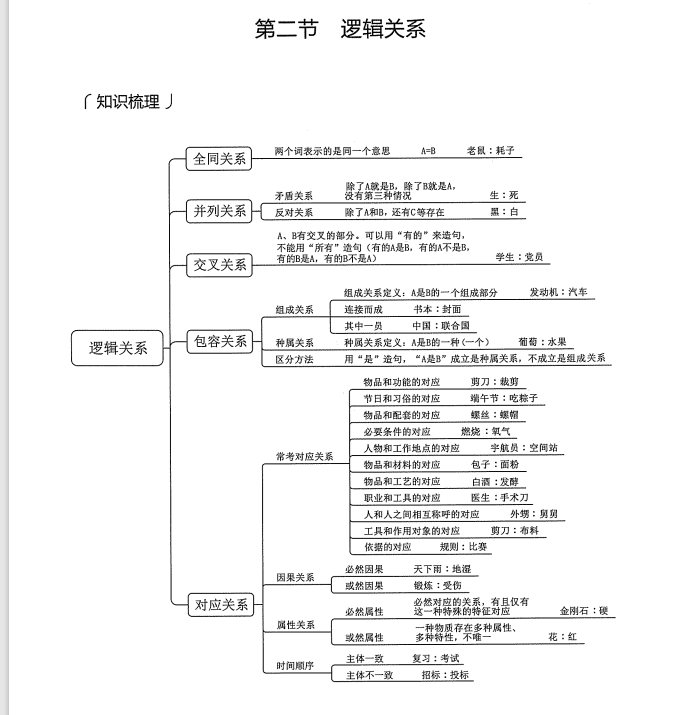 第二节 逻辑关系
知识梳理
逻辑关系
全同关系
两个词表示的是同一个意思 A=B 老鼠：耗子
并列关系
矛盾关系
除了A就是B，除了B就是A，
没有第三种情况 生：死
反对关系 除了A和B，还有C等存在 黑：白
交叉关系
A、B有交叉的部分。可以用“有的”来造句，
不能用“所有”造句（有的A是B，有的A不是B，
有的B是A，有的B不是A） 学生：党员
包容关系
组成关系
组成关系定义：A是B的一个组成部分 发动机：汽车
连接而成 书本：封面
其中一员 中国：联合国
种属关系 种属关系定义：A是B的一种(一个) 葡萄：水果
区分方法 用“是”造句，“A是B”成立是种属关系，不成立是组成关系
对应关系
常考对应关系
物品和功能的对应 剪刀：裁剪
节日和习俗的对应 端午节：吃粽子
物品和配套的对应 螺丝：螺帽
必要条件的对应 燃烧：氧气
人物和工作地点的对应 宇航员：空间站
物品和材料的对应 包子：面粉
物品和工艺的对应 白酒：发酵
职业和工具的对应 医生：手术刀
人和人之间相互称呼的对应 外甥：舅舅
工具和作用对象的对应 剪刀：布料
依据的对应 规则：比赛
因果关系
必然因果 天下雨：地湿
或然因果 锻炼：受伤
属性关系
必然属性
必然对应的关系，有且仅有
这一种特殊的特征对应 金刚石：硬
或然属性
一种物质存在多种属性、
多种特性，不唯一 花：红
时间顺序
主体一致 复习：考试
主体不一致 招标：投标